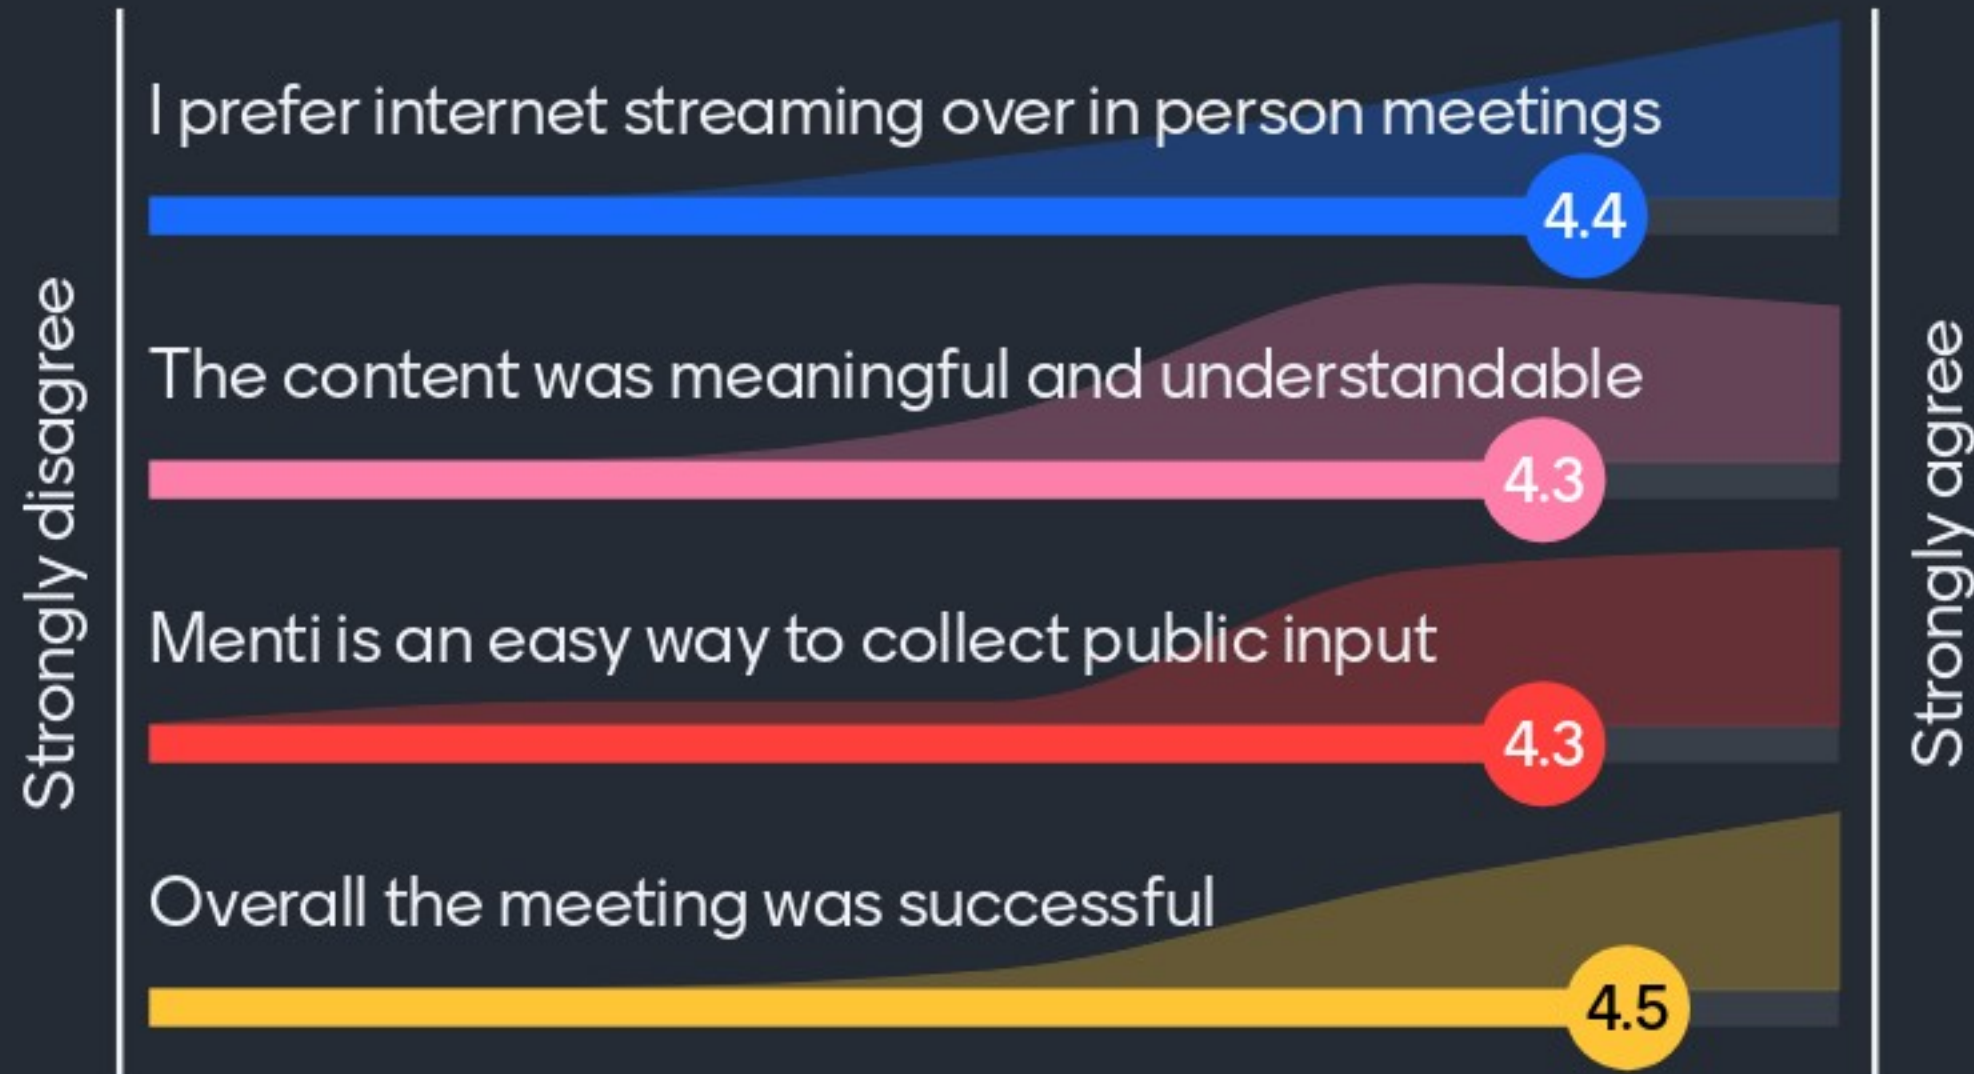 Strongly disagree
I prefer internet streaming over in person meetings
4.4
The content was meaningful and understandable
4.3
Menti is an easy way to collect public input
4.3
Overall the meeting was successful
4.5
Strongly agree